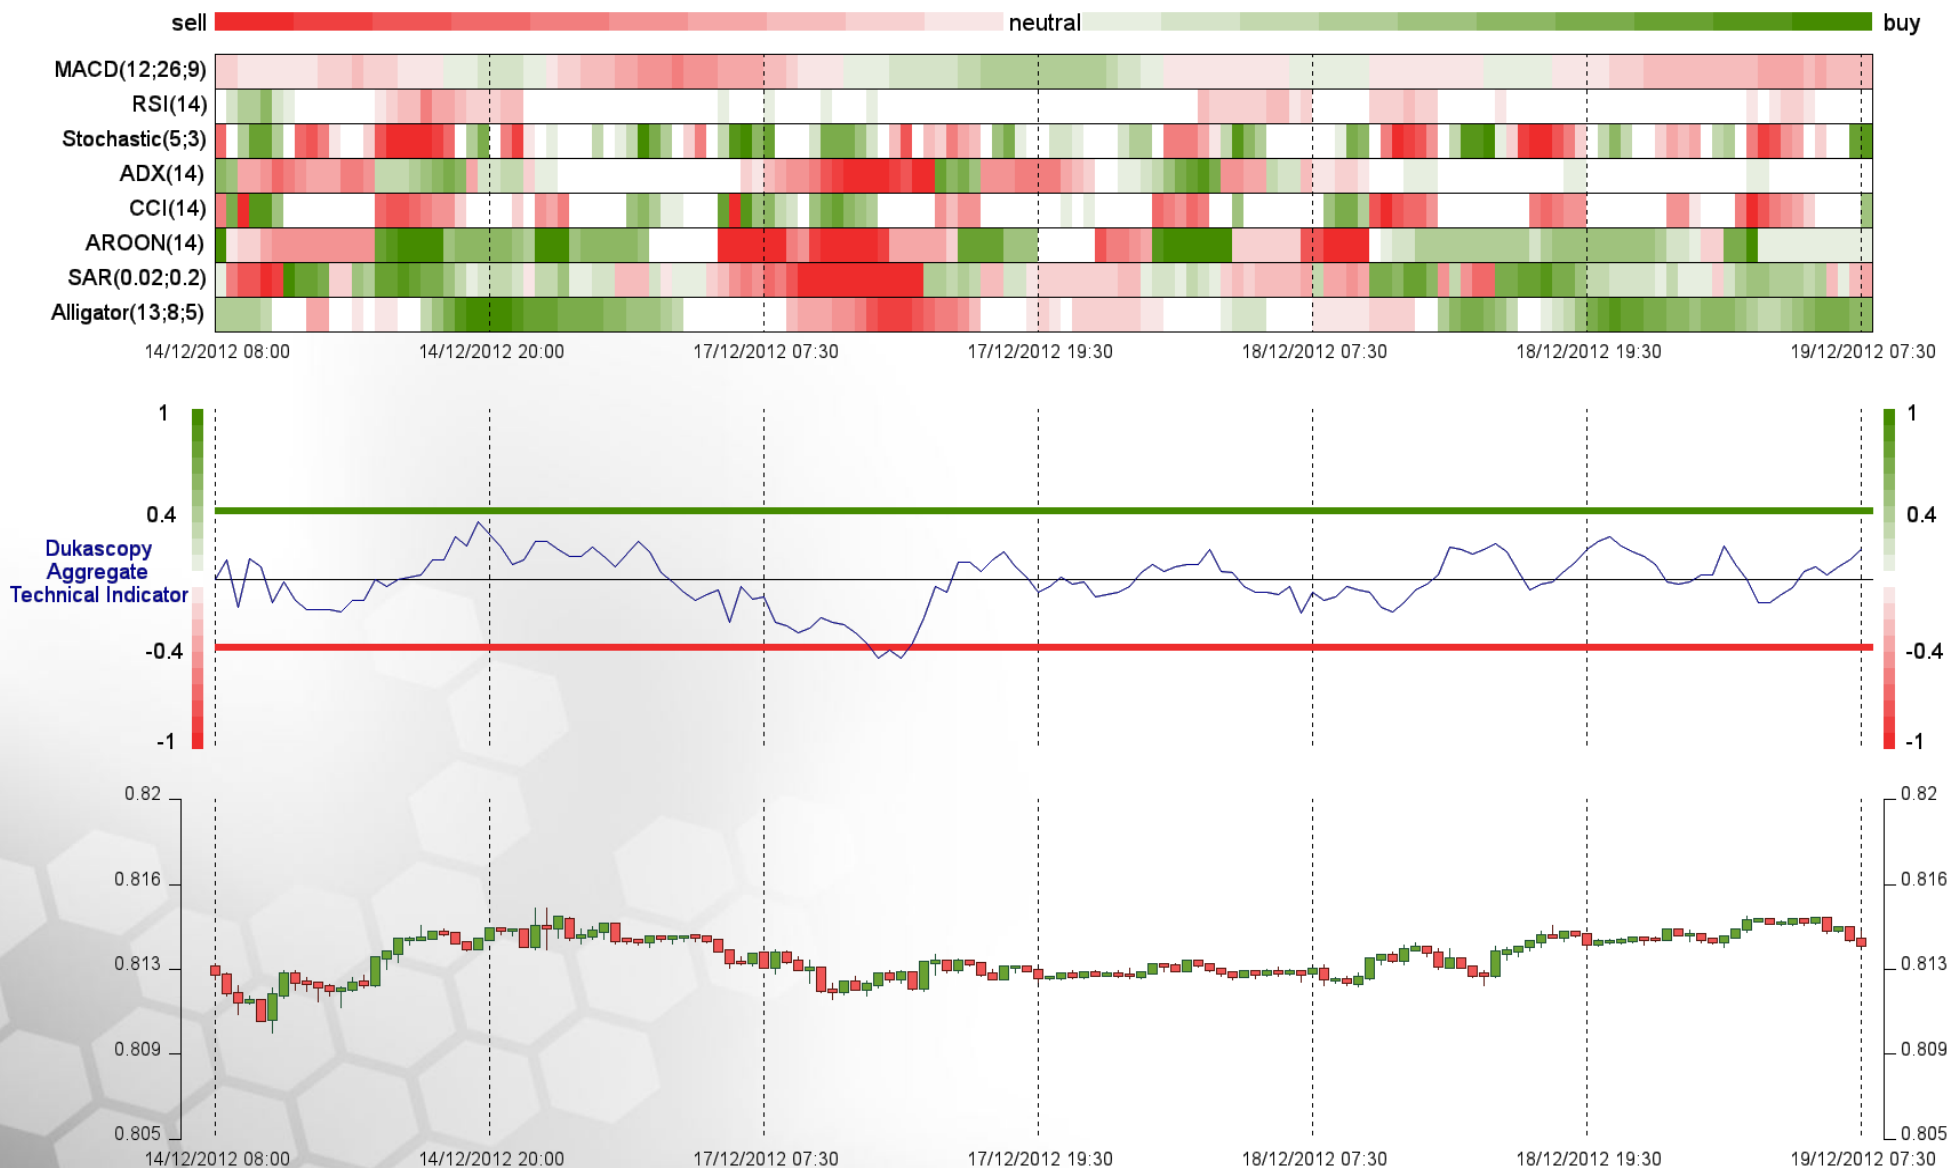 sell neutral buy
MACD(12;26;9)
RSI(14)
Stochastic(5;3)
ADX(14)
CCI(14)
AROON(14)
SAR(0.02;0.2)
Alligator(13;8;5)
14/12/2012 08:00 14/12/2012 20:00 17/12/2012 07:30 17/12/2012 19:30 18/12/2012 07:30 18/12/2012 19:30 19/12/2012 07:30
1 1
0.4 0.4
Dukascopy
Aggregate
Technical Indicator
-0.4 -0.4
-1 -1
0.82 0.82
0.816 0.816
0.813 0.813
0.809 0.809
0.805 0.805
14/12/2012 08:00 14/12/2012 20:00 17/12/2012 07:30 17/12/2012 19:30 18/12/2012 07:30 18/12/2012 19:30 19/12/2012 07:30